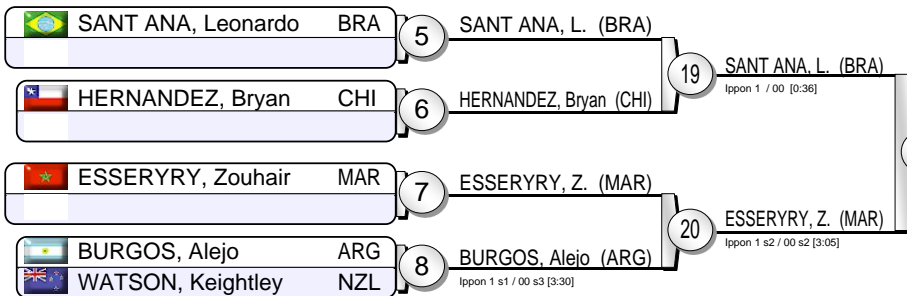 SANT ANA, Leonardo BRA
5
SANT ANA, L. (BRA)
HERNANDEZ, Bryan CHI
6
HERNANDEZ, Bryan (CHI)
19
SANT ANA, L. (BRA)
Ippon 1 / 00 [0:36]
ESSERYRY, Zouhair MAR
7
ESSERYRY, Z. (MAR)
BURGOS, Alejo ARG
WATSON, Keightley NZL
8
BURGOS, Alejo (ARG)
Ippon 1 s1 / 00 s3 [3:30]
20
ESSERYRY, Z. (MAR)
Ippon 1 s2 / 00 s2 [3:05]